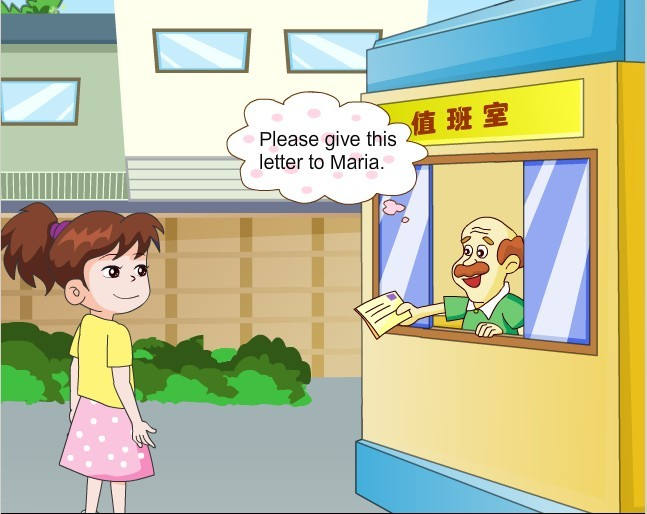 值班室
Please give this
letter to Maria.